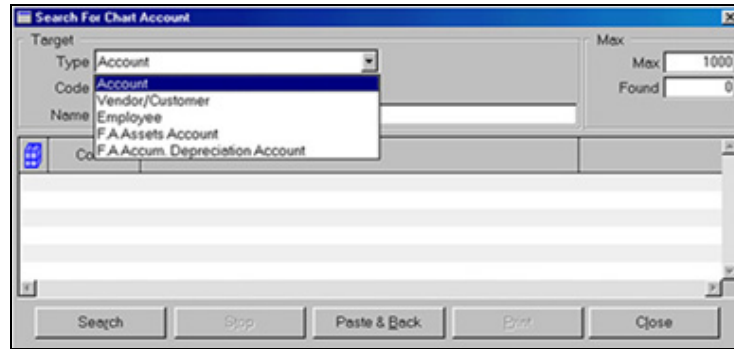 Search For Chart Account
Target
Max
Type Account
Max 1000
Code
Found 0
Name
Account
Vendor/Customer
Employee
F.A.Assets Account
F.A.Accum. Depreciation Account
Co
Search Stop Paste & Back Print Close